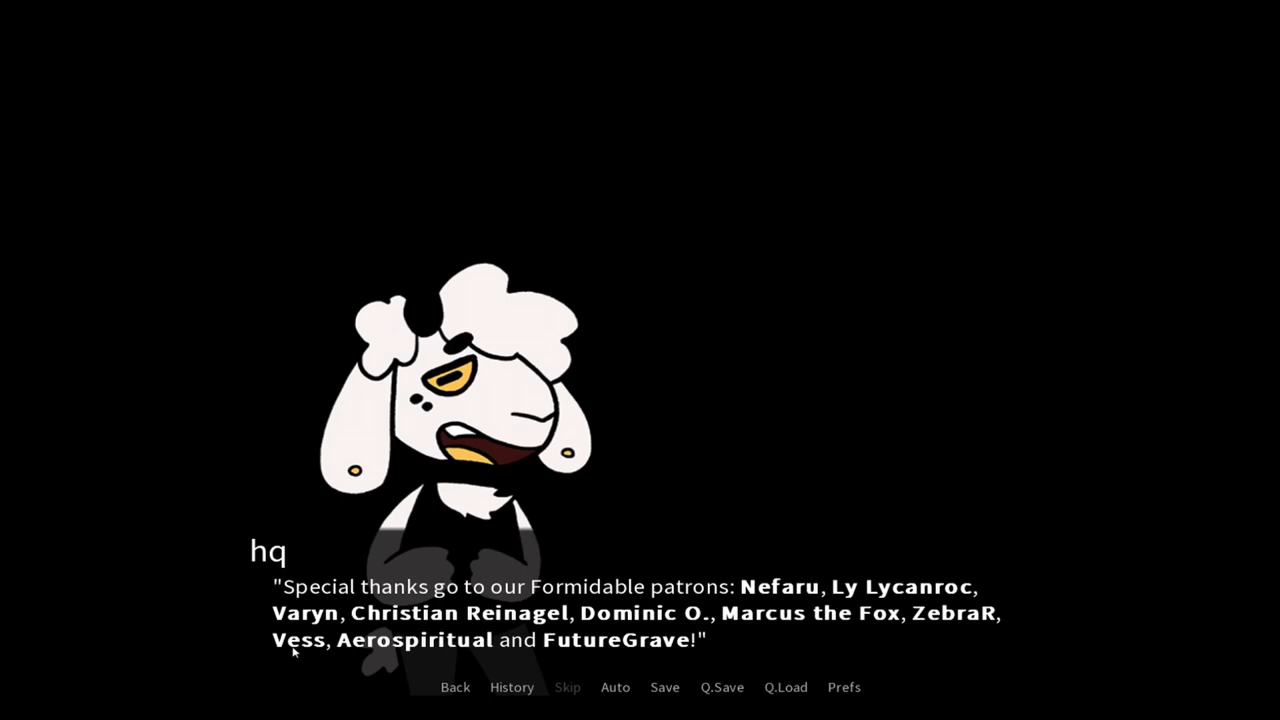 hq
"Special thanks go to our Formidable patrons: Nefaru, Ly Lycanroc,
Varyn, Christian Reinagel, Dominic O., Marcus the Fox, ZebraR,
Vess, Aerospiritual and FutureGrave!"
Back History Skip Auto Save Q.Save Q.Load Prefs